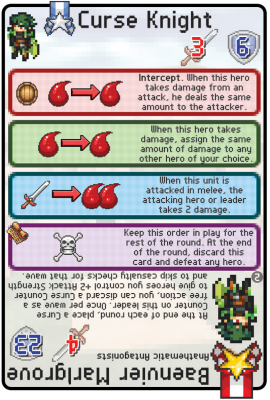 Curse Knight
3
6
Intercept. When this hero
takes damage from an
attack, he deals the same
amount to the attacker.
When this hero takes
damage, assign the same
amount of damage to any
other hero of your choice.
When this unit is
attacked in melee, the
attacking hero or leader
takes 2 damage.
Keep this order in play for the
rest of the round. At the end
of the round, discard this
card and defeat any hero.
Baenvier Marlgrove
Anathematic Antagonists
4
23
2
At the end of each round, place a Curse
Counter on this leader. Once per wave as a
free action, you can discard a Curse Counter
to give heroes you control +2 Attack Strength
and to skip casualty checks for that wave.